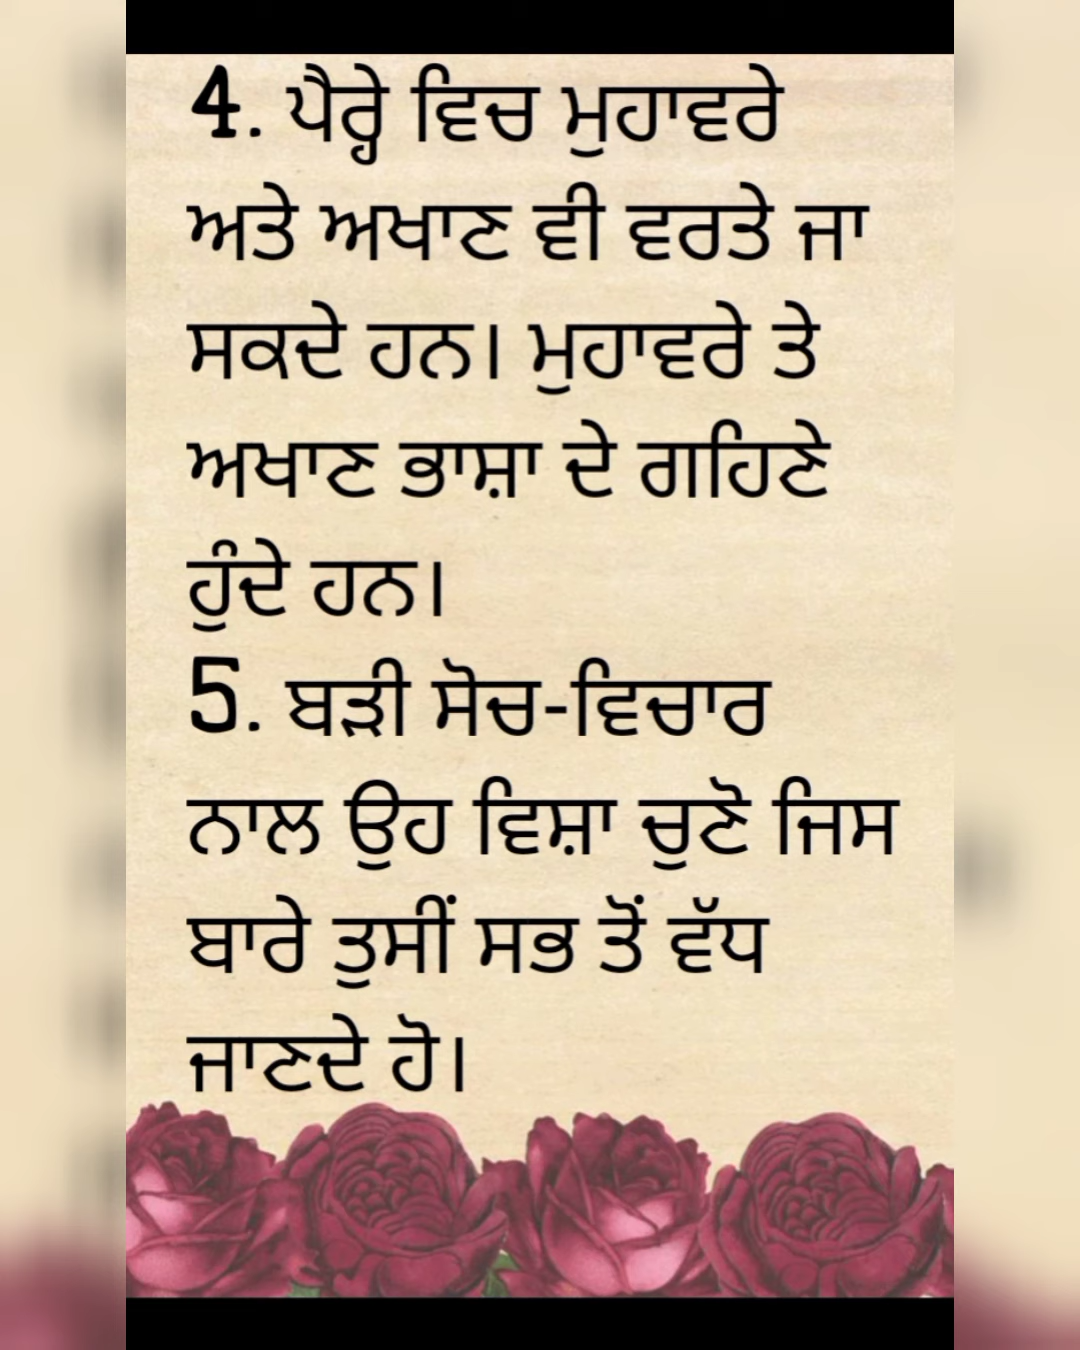 4. ਪੈਰ੍ਹੇ ਵਿਚ ਮੁਹਾਵਰੇ
ਅਤੇ ਅਖਾਣ ਵੀ ਵਰਤੇ ਜਾ
ਸਕਦੇ ਹਨ। ਮੁਹਾਵਰੇ ਤੇ
ਅਖਾਣ ਭਾਸ਼ਾ ਦੇ ਗਹਿਣੇ
ਹੁੰਦੇ ਹਨ।
5. ਬੜੀ ਸੋਚ-ਵਿਚਾਰ
ਨਾਲ ਉਹ ਵਿਸ਼ਾ ਚੁਣੋ ਜਿਸ
ਬਾਰੇ ਤੁਸੀਂ ਸਭ ਤੋਂ ਵੱਧ
ਜਾਣਦੇ ਹੋ।